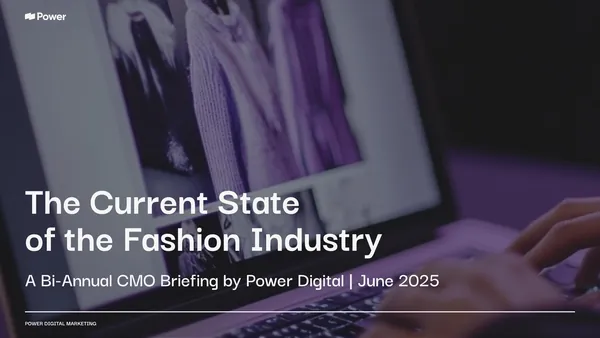 Power
The Current State
of the Fashion Industry
A Bi-Annual CMO Briefing by Power Digital | June 2025
POWER DIGITAL MARKETING